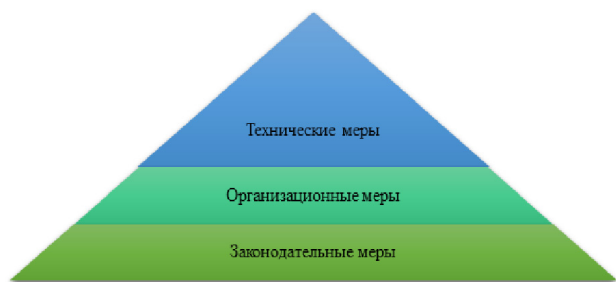 Технические меры
Организационные меры
Законодательные меры